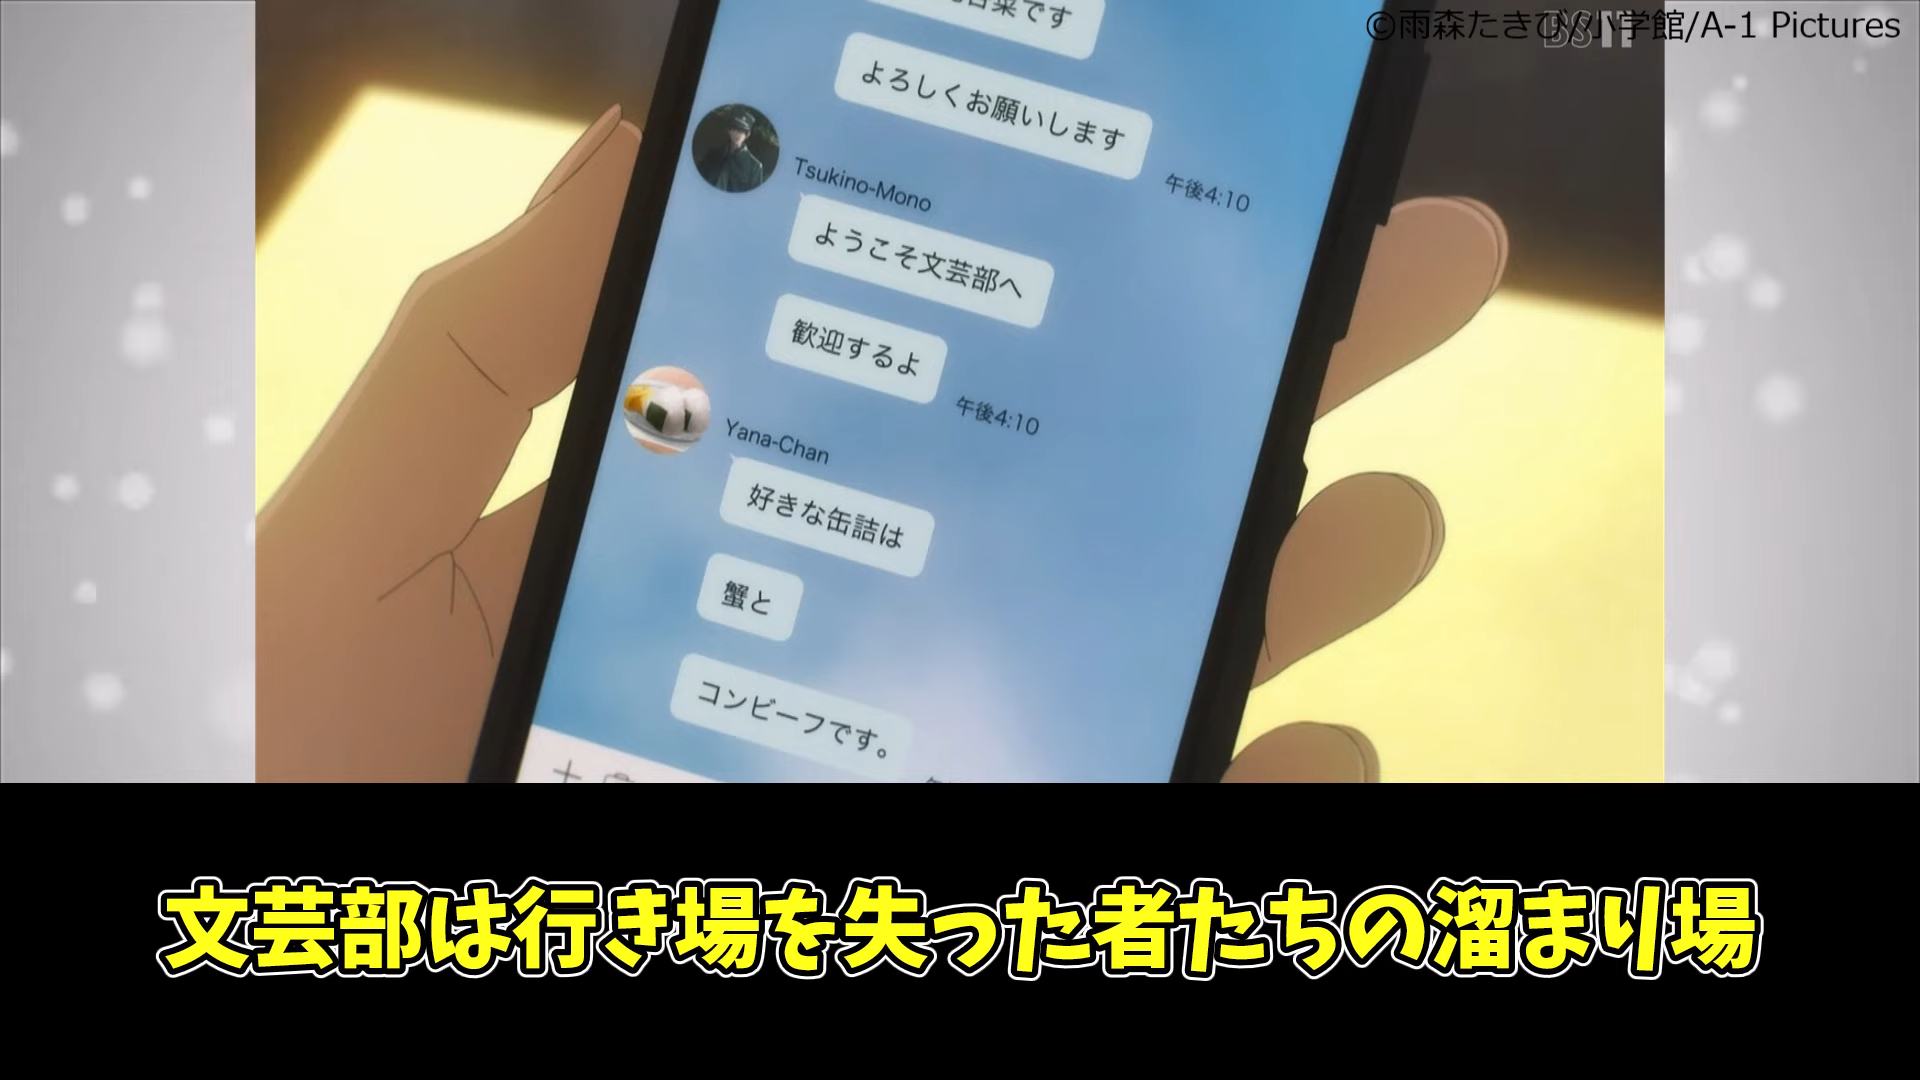 ©雨森たきび/小学館/A-1 Pictures
BS11
菜です
よろしくお願いします
午後4:10
Tsukino-Mono
ようこそ文芸部へ
歓迎するよ
午後4:10
Yana-Chan
好きな缶詰は
蟹と
コンビーフです。
文芸部は行き場を失った者たちの溜まり場